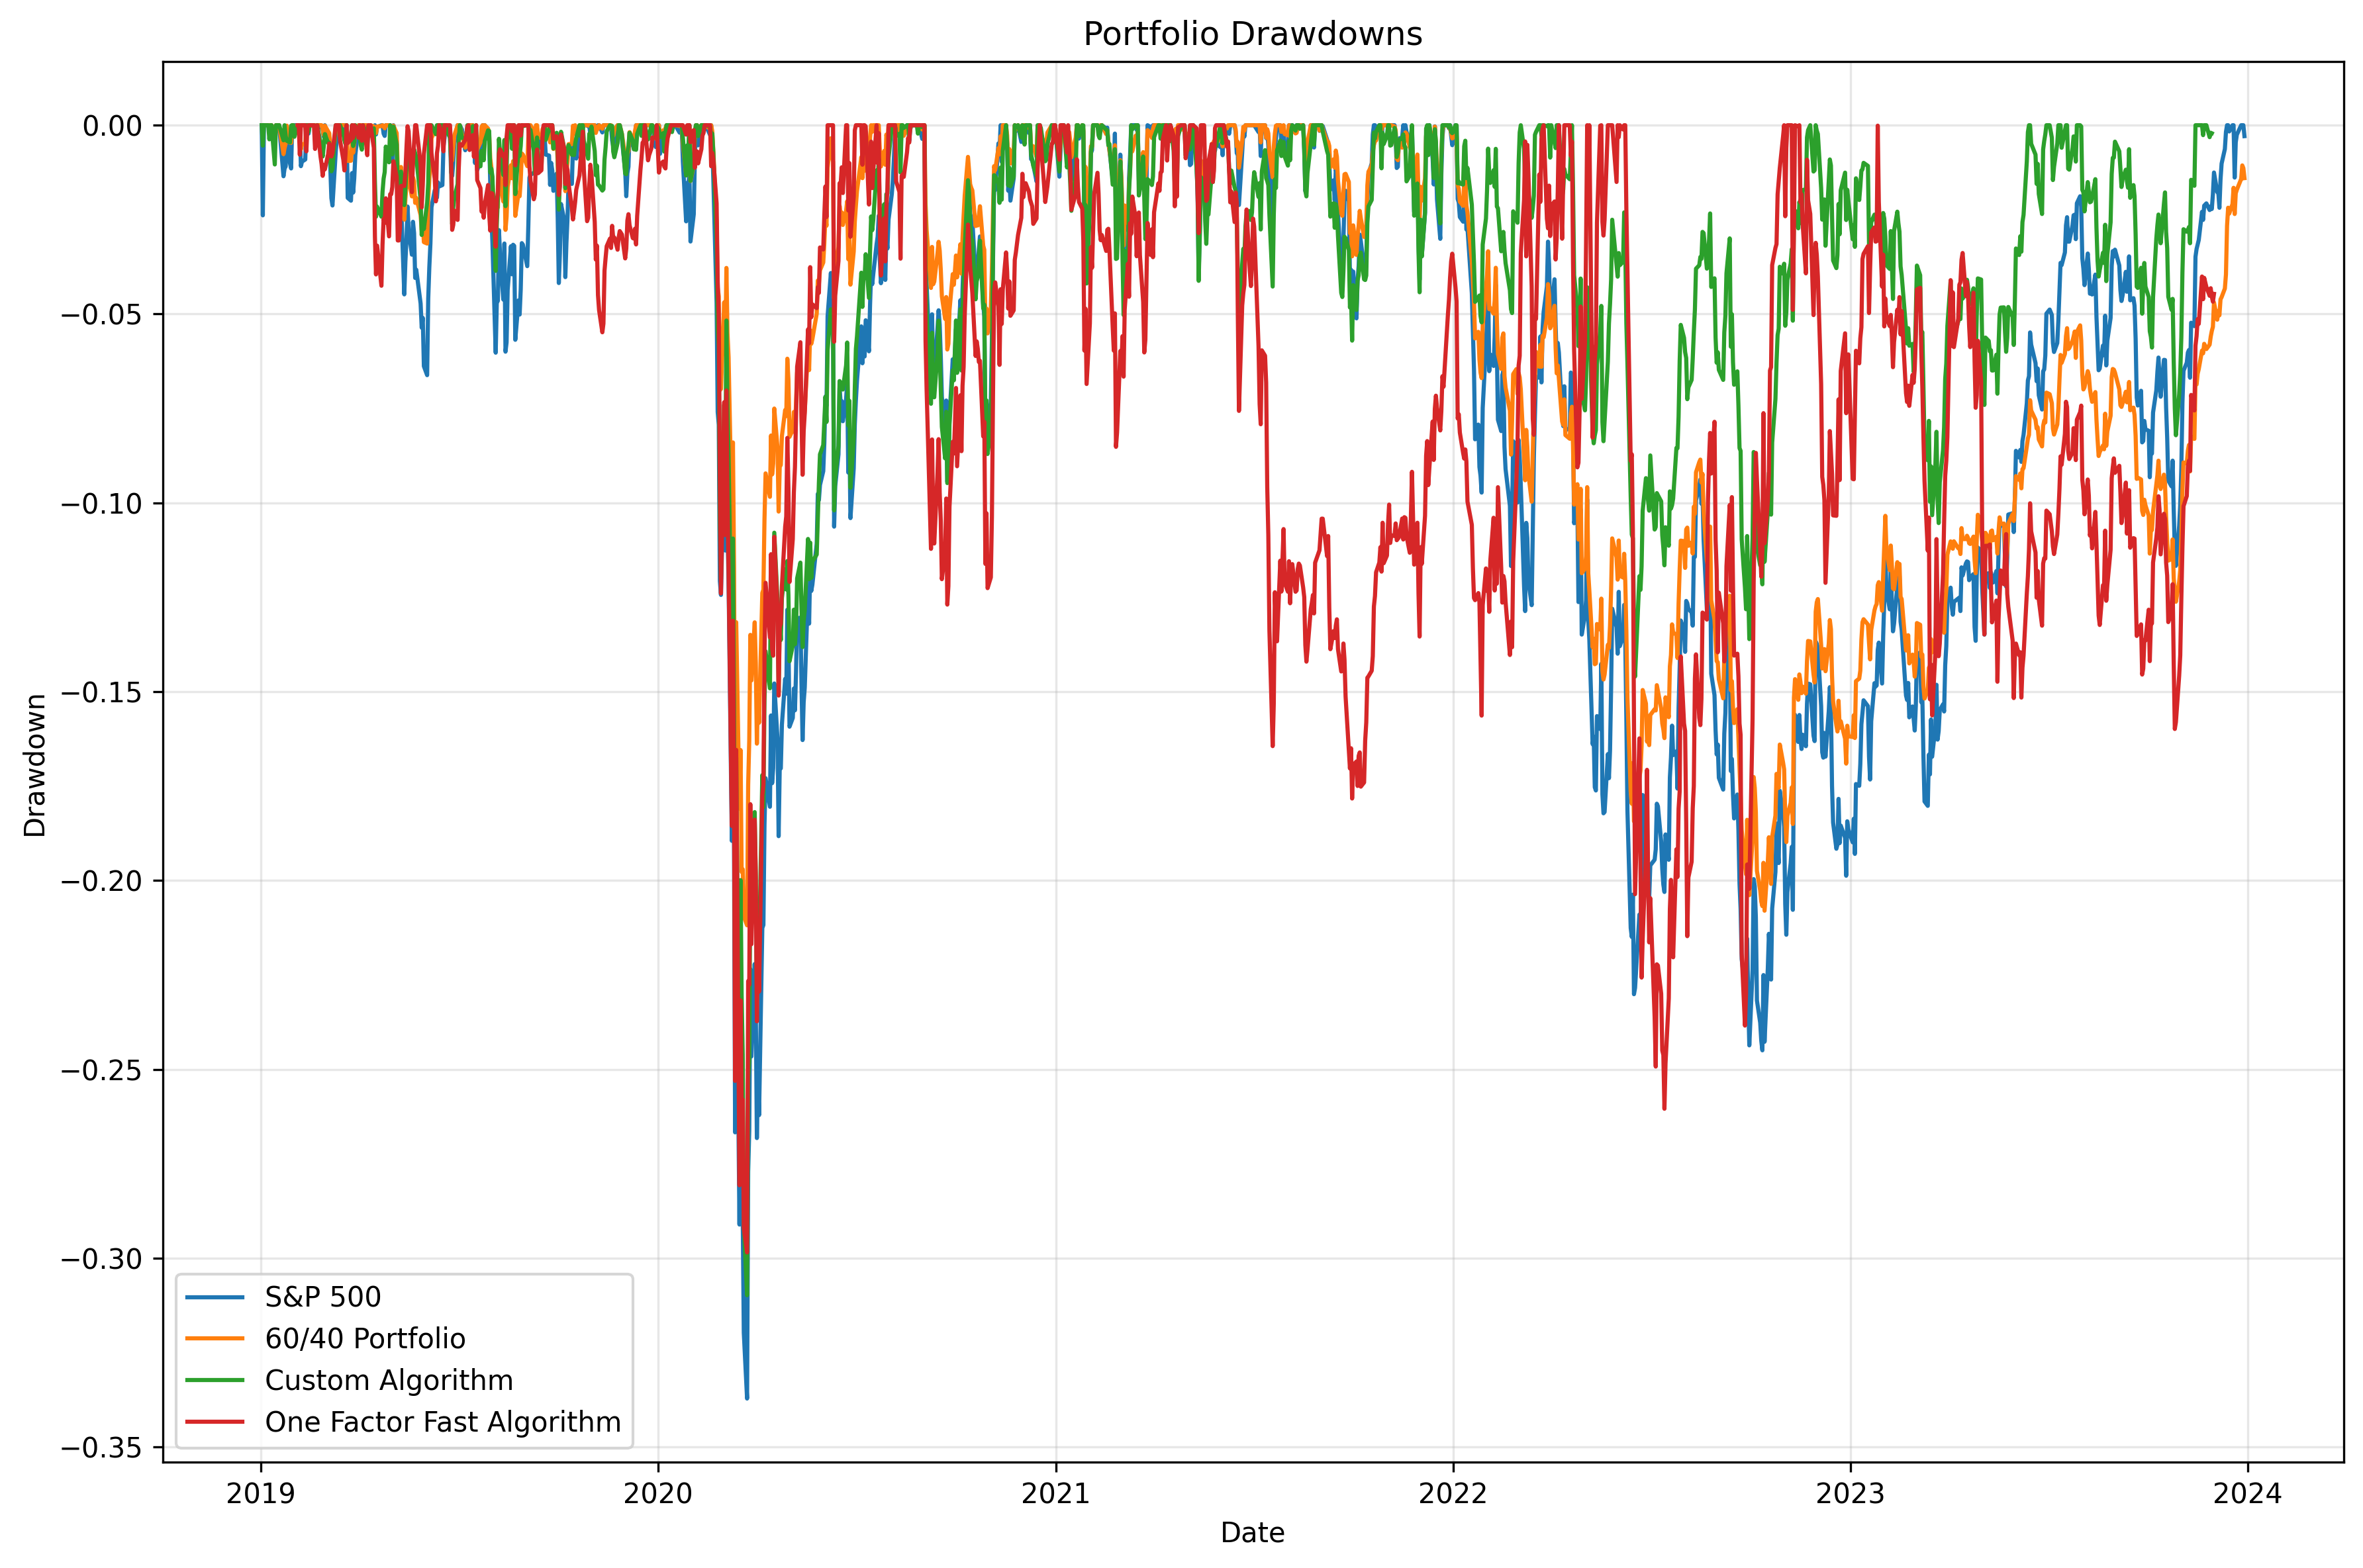 Portfolio Drawdowns
0.00
−0.05
−0.10
−0.15
−0.20
−0.25
−0.30
−0.35
Drawdown
S&P 500
60/40 Portfolio
Custom Algorithm
One Factor Fast Algorithm
2019
2020
2021
2022
2023
2024
Date